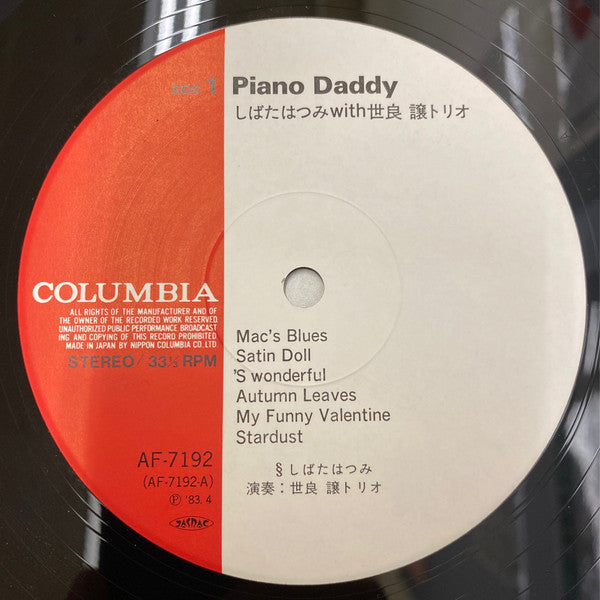 SIDE 1
Piano Daddy
しばたはつみwith世良 譲トリオ
COLUMBIA
ALL RIGHTS OF THE MANUFACTURER AND OF
THE OWNER OF THE RECORDED WORK RESERVED.
UNAUTHORIZED PUBLIC PERFORMANCE BROADCAST
ING AND COPYING OF THIS RECORD PROHIBITED.
MADE IN JAPAN BY NIPPON COLUMBIA CO. LTD.
STEREO/33⅓RPM
Mac's Blues
Satin Doll
'S wonderful
Autumn Leaves
My Funny Valentine
Stardust
AF-7192
(AF-7192-A)
Ⓟ '83. 4
JASRAC
§しばたはつみ
演奏：世良 譲トリオ